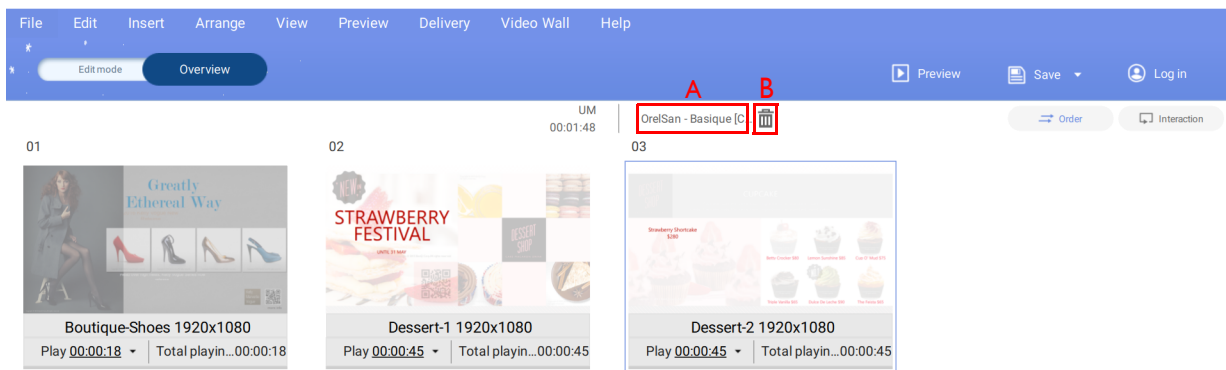 File Edit Insert Arrange View Preview Delivery Video Wall Help
Edit mode Overview Preview Save Log in
A B
UM
00:01:48
OrelSan - Basique [C... Order Interaction
01 02 03
Greatly
Ethereal Way
NEW
STRAWBERRY
FESTIVAL
UNTIL 31 MAY
DESSERT
SHOP
Strawberry Shortcake
$280
Boutique-Shoes 1920x1080 Dessert-1 1920x1080 Dessert-2 1920x1080
Play 00:00:18 Total playin...00:00:18 Play 00:00:45 Total playin...00:00:45 Play 00:00:45 Total playin...00:00:45